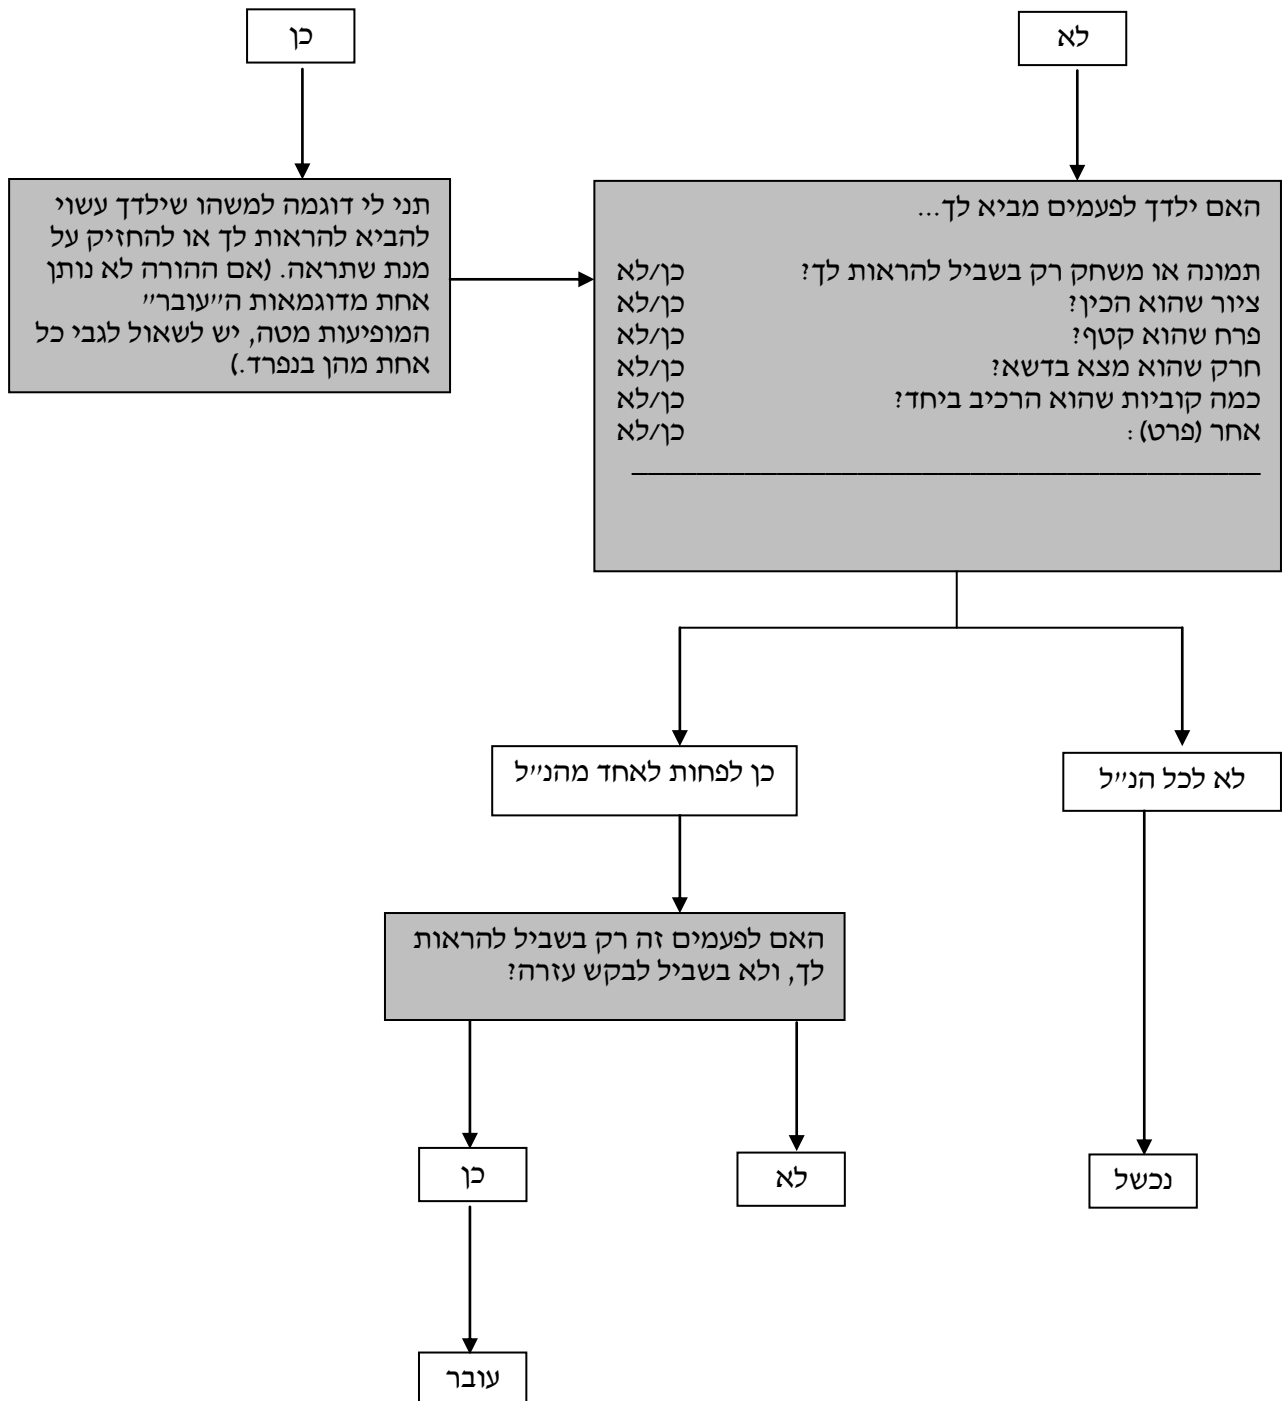 כן
לא
תני לי דוגמה למשהו שילדך עשוי
להביא להראות לך או להחזיק על
מנת שתראה. (אם ההורה לא נותן
אחת מדוגמאות ה״עובר״
המופיעות מטה, יש לשאול לגבי כל
אחת מהן בנפרד.)
האם ילדך לפעמים מביא לך...
תמונה או משחק רק בשביל להראות לך? כן/לא
ציור שהוא הכין? כן/לא
פרח שהוא קטף? כן/לא
חרק שהוא מצא בדשא? כן/לא
כמה קוביות שהוא הרכיב ביחד? כן/לא
אחר (פרט): כן/לא
כן לפחות לאחד מהנ״ל
לא לכל הנ״ל
האם לפעמים זה רק בשביל להראות
לך, ולא בשביל לבקש עזרה?
כן
לא
נכשל
עובר